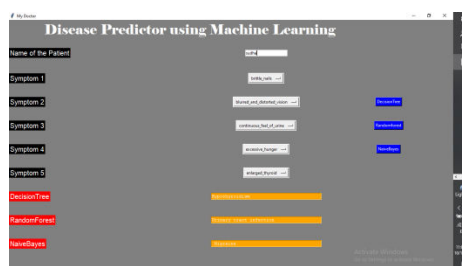 My Doctor
Disease Predictor using Machine Learning
Name of the Patient
Symptom 1
brittle_nails
Symptom 2
blurred_and_distorted_vision
DecisionTree
Symptom 3
continuous_feel_of_urine
RandomForest
Symptom 4
excessive_hunger
NaiveBayes
Symptom 5
enlarged_thyroid
DecisionTree
RandomForest
NaiveBayes
Activate Windows